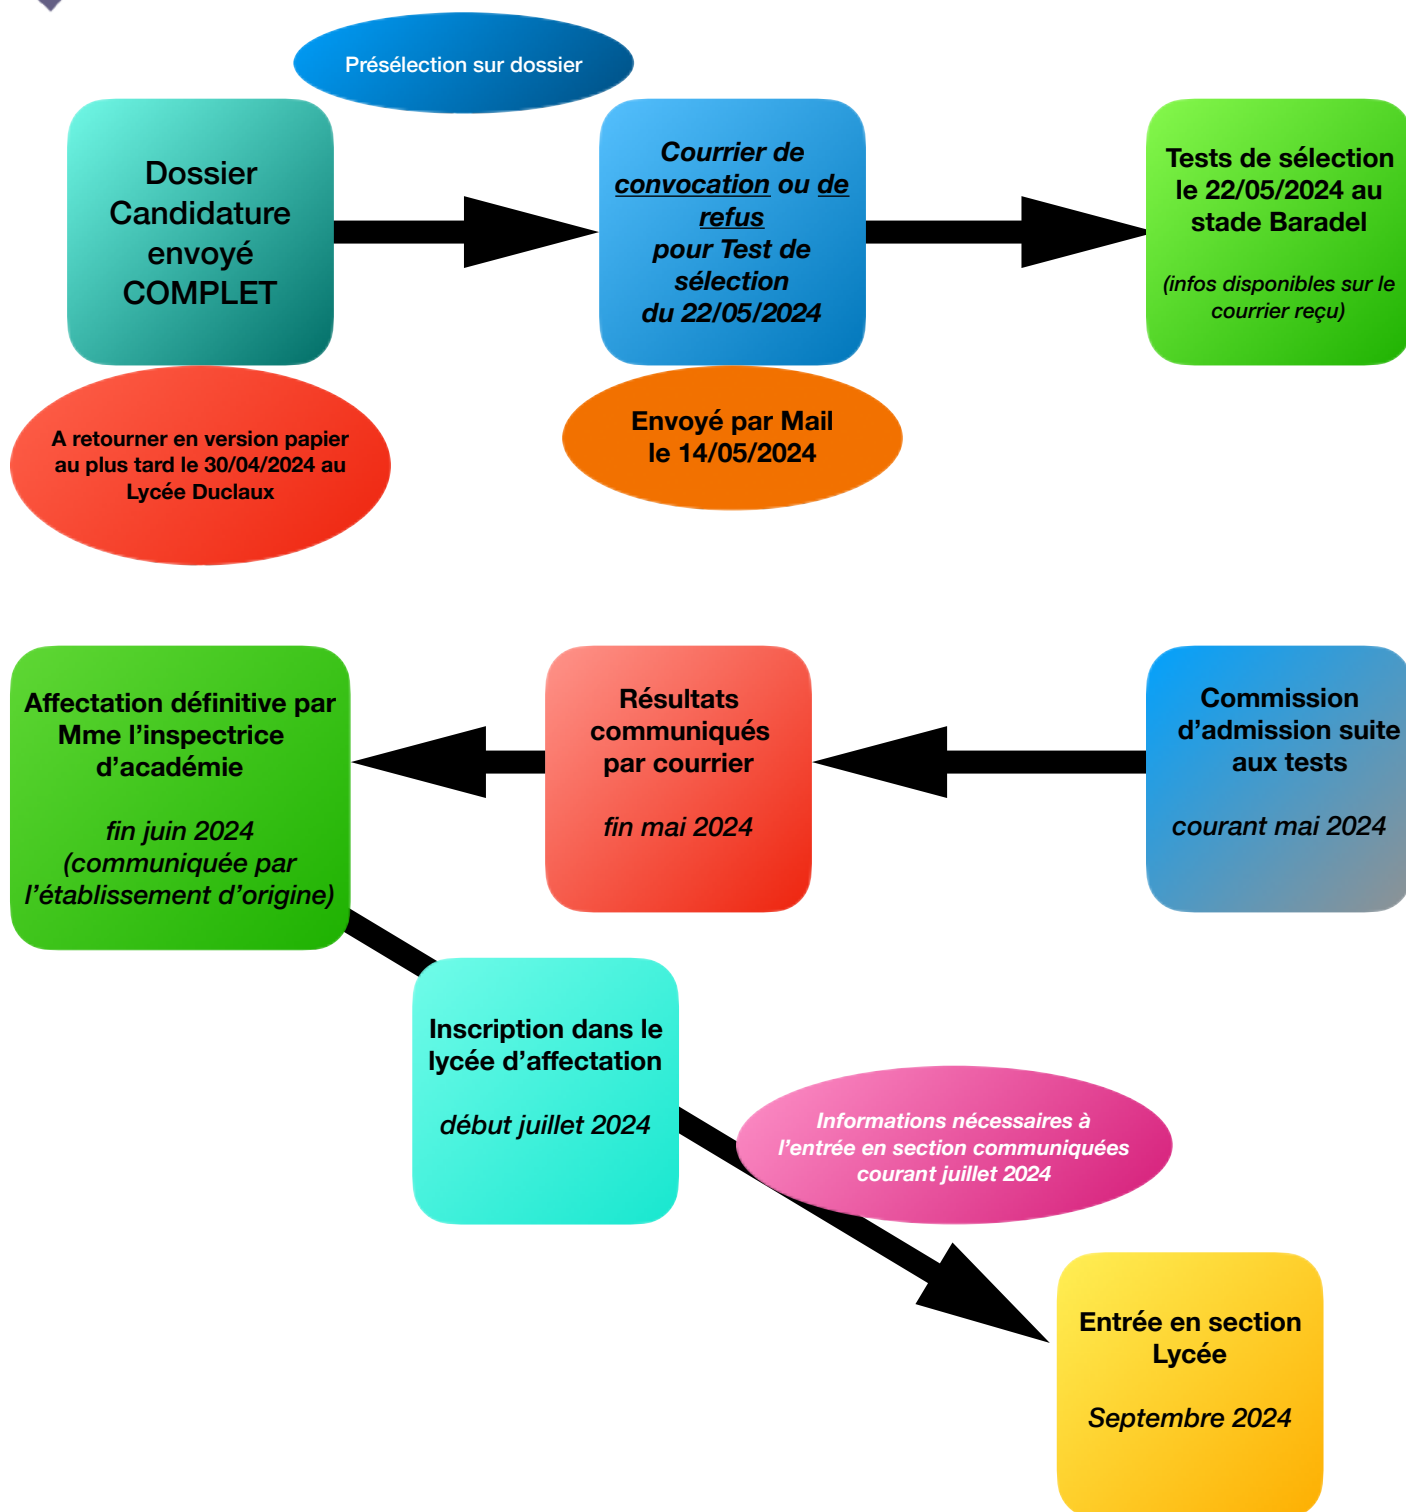 Présélection sur dossier
Dossier
Candidature
envoyé
COMPLET
Courrier de
convocation ou de
refus
pour Test de
sélection
du 22/05/2024
Tests de sélection
le 22/05/2024 au
stade Baradel
(infos disponibles sur le
courrier reçu)
A retourner en version papier
au plus tard le 30/04/2024 au
Lycée Duclaux
Envoyé par Mail
le 14/05/2024
Commission
d’admission suite
aux tests
courant mai 2024
Résultats
communiqués
par courrier
fin mai 2024
Affectation définitive par
Mme l’inspectrice
d’académie
fin juin 2024
(communiquée par
l’établissement d’origine)
Inscription dans le
lycée d’affectation
début juillet 2024
Informations nécessaires à
l’entrée en section communiquées
courant juillet 2024
Entrée en section
Lycée
Septembre 2024